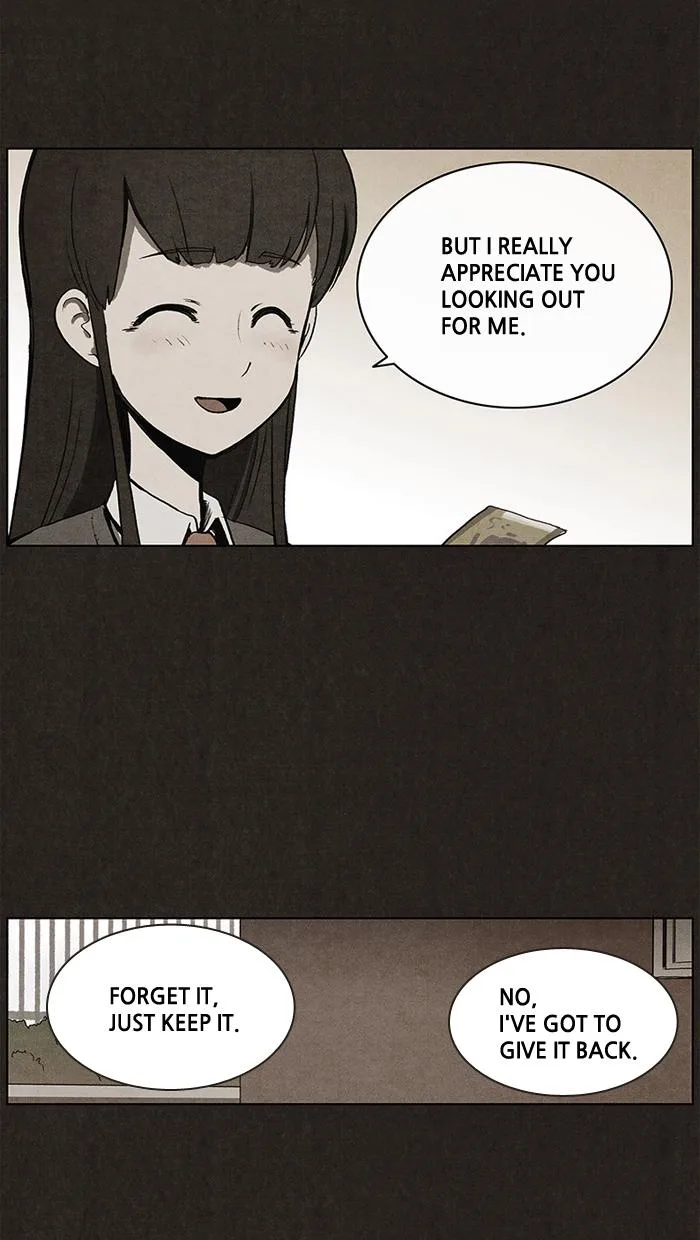 BUT I REALLY
APPRECIATE YOU
LOOKING OUT
FOR ME.
FORGET IT,
JUST KEEP IT.
NO,
I'VE GOT TO
GIVE IT BACK.